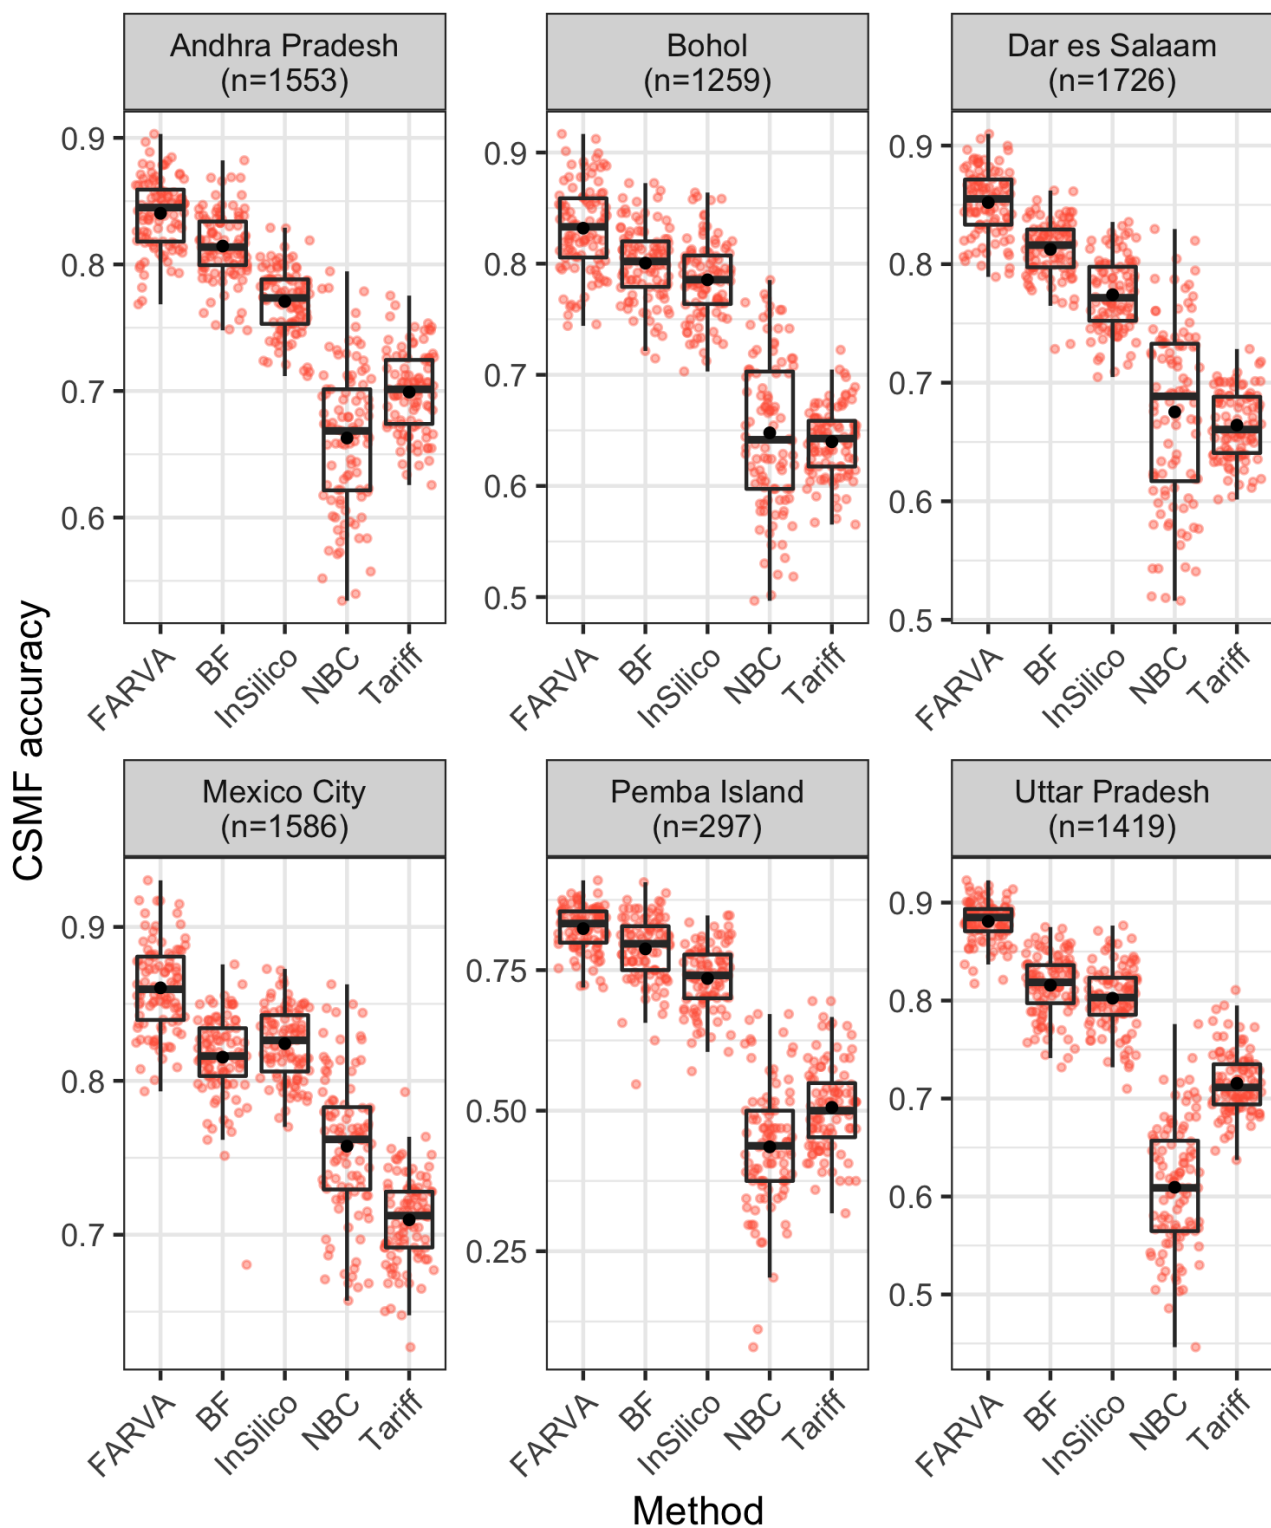 Andhra Pradesh
(n=1553)
Bohol
(n=1259)
Dar es Salaam
(n=1726)
0.9
0.8
0.7
0.6
0.9
0.8
0.7
0.6
0.5
0.9
0.8
0.7
0.6
0.5
FARVA
BF
InSilico
NBC
Tariff
FARVA
BF
InSilico
NBC
Tariff
FARVA
BF
InSilico
NBC
Tariff
CSMF accuracy
Mexico City
(n=1586)
Pemba Island
(n=297)
Uttar Pradesh
(n=1419)
0.9
0.8
0.7
0.75
0.50
0.25
0.9
0.8
0.7
0.6
0.5
FARVA
BF
InSilico
NBC
Tariff
FARVA
BF
InSilico
NBC
Tariff
FARVA
BF
InSilico
NBC
Tariff
Method